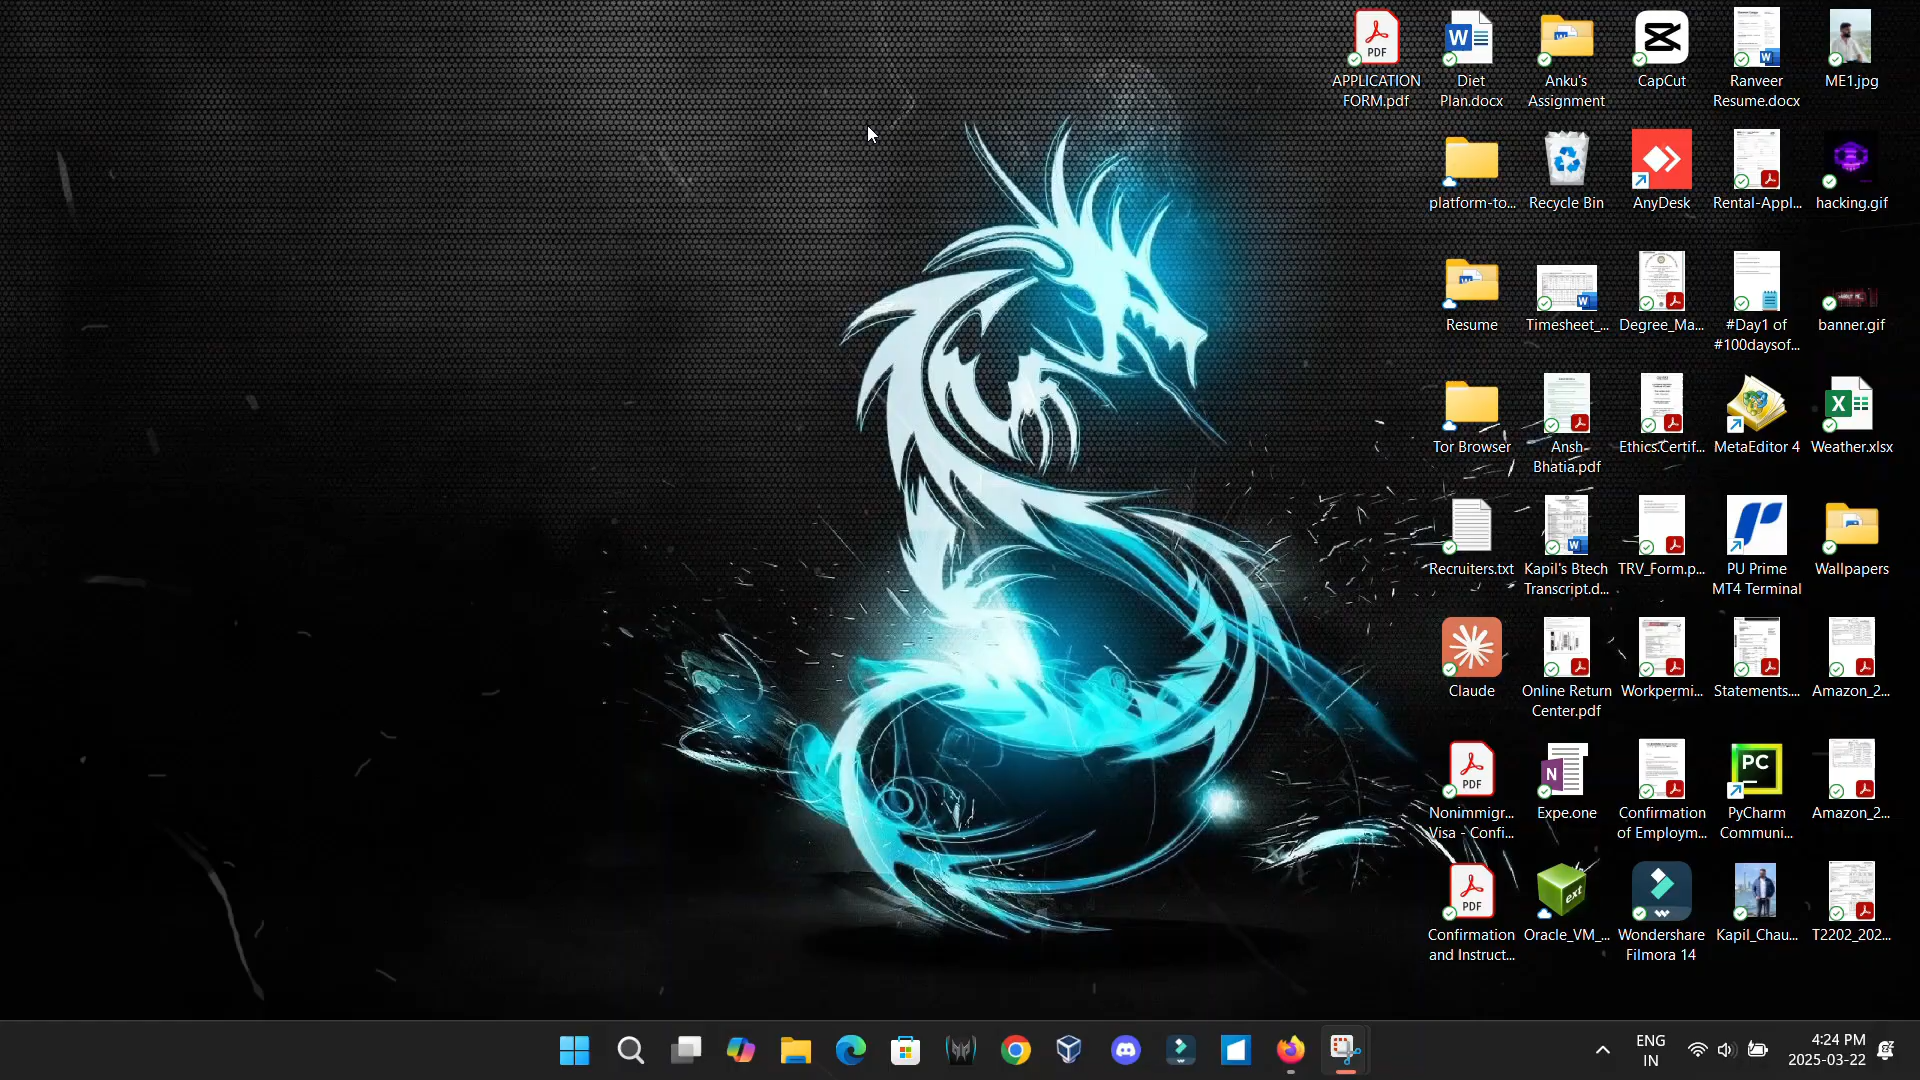 APPLICATION
FORM.pdf
Diet
Plan.docx
Anku's
Assignment
CapCut
Ranveer
Resume.docx
ME1.jpg
platform-to...
Recycle Bin
AnyDesk
Rental-Appl...
hacking.gif
Resume
Timesheet_...
Degree_Ma...
#Day1 of
#100daysof...
banner.gif
Tor Browser
Ansh-
Bhatia.pdf
Ethics.Certif...
MetaEditor 4
Weather.xlsx
Recruiters.txt
Kapil's Btech
Transcript.d...
TRV_Form.p...
PU Prime
MT4 Terminal
Wallpapers
Claude
Online Return
Center.pdf
Workpermi...
Statements....
Amazon_2...
Nonimmigr...
Visa - Confi...
Expe.one
Confirmation
of Employm...
PyCharm
Communi...
Amazon_2...
Confirmation
and Instruct...
Oracle_VM_...
Wondershare
Filmora 14
Kapil_Chau...
T2202_202...
ENG
IN
4:24 PM
2025-03-22